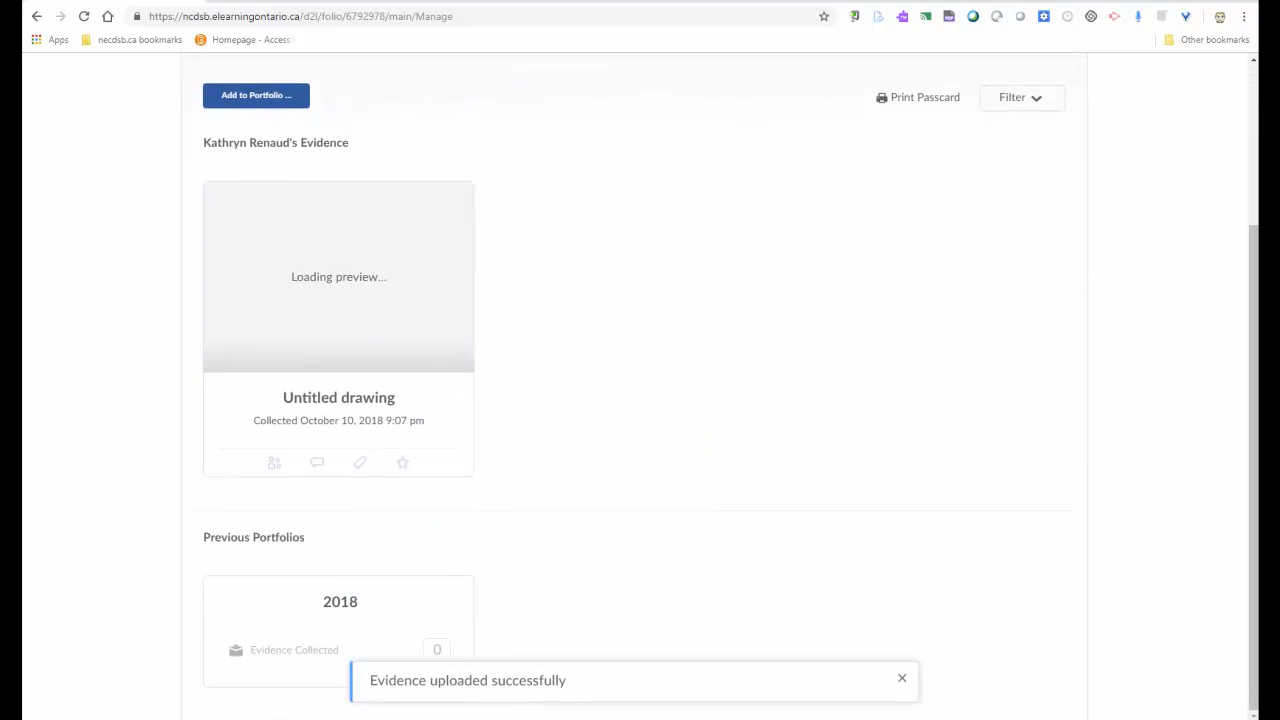 https://ncdsb.elearningontario.ca/d2l/folio/6792978/main/Manage
Apps
necdsb.ca bookmarks
Homepage - Access
Other bookmarks
Add to Portfolio ...
Print Passcard
Filter
Kathryn Renaud's Evidence
Loading preview...
Untitled drawing
Collected October 10, 2018 9:07 pm
Previous Portfolios
2018
Evidence Collected
0
Evidence uploaded successfully